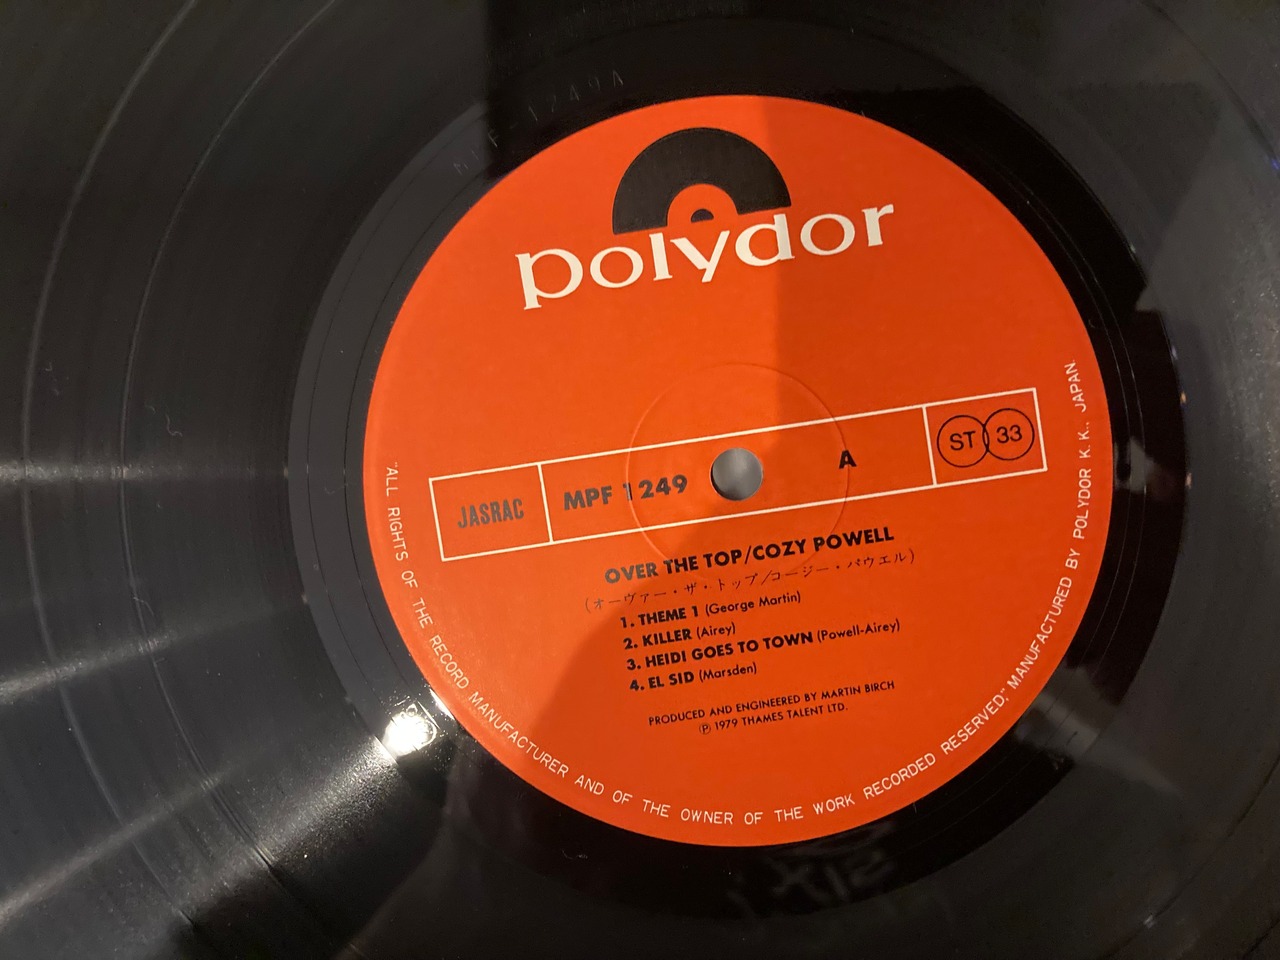 MPF-1249A
polydor
JASRAC MPF 1249 A ST 33
OVER THE TOP/COZY POWELL
(オーヴァー・ザ・トップ/コージー・パウエル)
1. THEME 1 (George Martin)
2. KILLER (Airey)
3. HEIDI GOES TO TOWN (Powell-Airey)
4. EL SID (Marsden)
PRODUCED AND ENGINEERED BY MARTIN BIRCH
℗ 1979 THAMES TALENT LTD.
"ALL RIGHTS OF THE RECORD MANUFACTURER AND OF THE OWNER OF THE WORK RECORDED RESERVED." MANUFACTURED BY POLYDOR K.K., JAPAN.